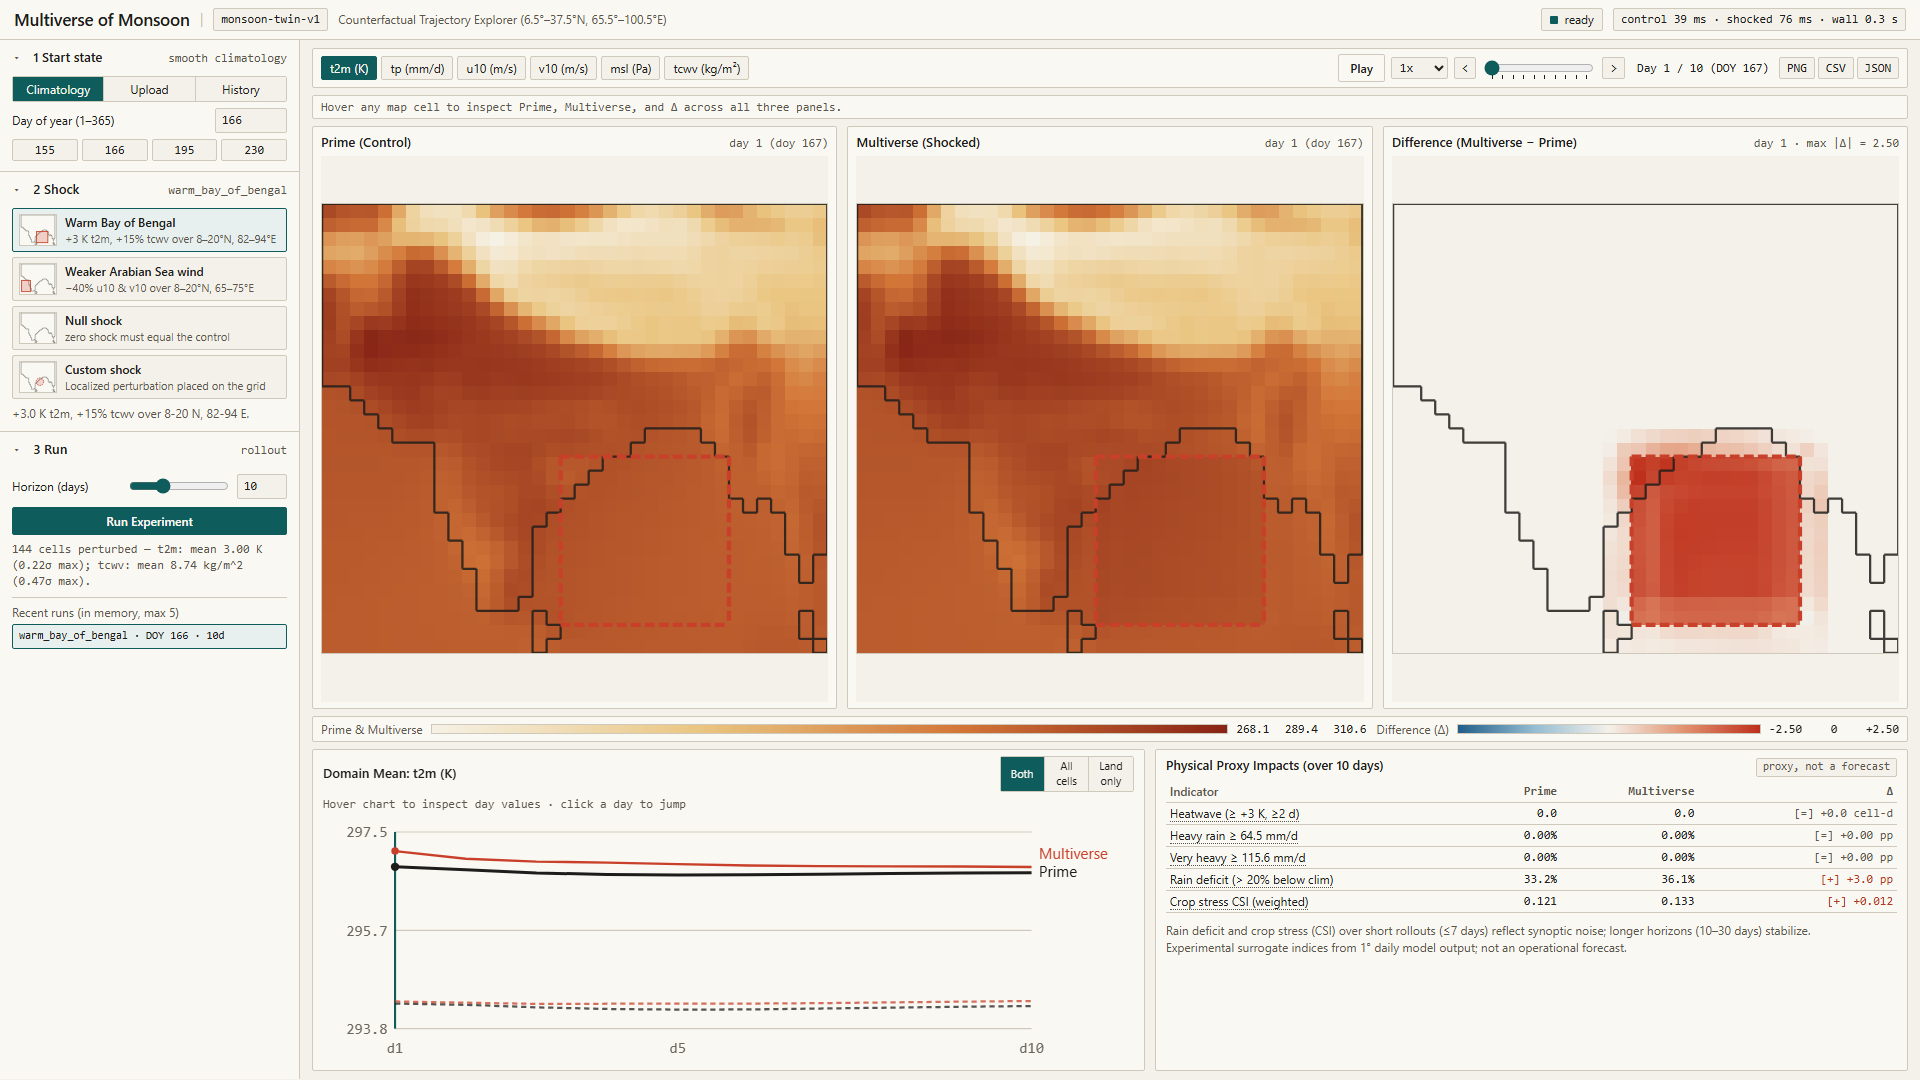 Multiverse of Monsoon | monsoon-twin-v1 Counterfactual Trajectory Explorer (6.5°–37.5°N, 65.5°–100.5°E) ready control 39 ms · shocked 76 ms · wall 0.3 s
1 Start state smooth climatology
Climatology Upload History
Day of year (1–365) 166
155 166 195 230
2 Shock warm_bay_of_bengal
Warm Bay of Bengal
+3 K t2m, +15% tcwv over 8–20°N, 82–94°E
Weaker Arabian Sea wind
−40% u10 & v10 over 8–20°N, 65–75°E
Null shock
zero shock must equal the control
Custom shock
Localized perturbation placed on the grid
+3.0 K t2m, +15% tcwv over 8-20 N, 82-94 E.
3 Run rollout
Horizon (days) 10
Run Experiment
144 cells perturbed — t2m: mean 3.00 K
(0.22σ max); tcwv: mean 8.74 kg/m^2
(0.47σ max).
Recent runs (in memory, max 5)
warm_bay_of_bengal · DOY 166 · 10d
t2m (K) tp (mm/d) u10 (m/s) v10 (m/s) msl (Pa) tcwv (kg/m²) Play 1x < > Day 1 / 10 (DOY 167) PNG CSV JSON
Hover any map cell to inspect Prime, Multiverse, and Δ across all three panels.
Prime (Control) day 1 (doy 167)
Multiverse (Shocked) day 1 (doy 167)
Difference (Multiverse − Prime) day 1 · max |Δ| = 2.50
Prime & Multiverse 268.1 289.4 310.6 Difference (Δ) -2.50 0 +2.50
Domain Mean: t2m (K)
Both All cells Land only
Hover chart to inspect day values · click a day to jump
297.5
Multiverse
Prime
295.7
293.8
d1 d5 d10
Physical Proxy Impacts (over 10 days) proxy, not a forecast
Indicator Prime Multiverse Δ
Heatwave (≥ +3 K, ≥2 d) 0.0 0.0 [=] +0.0 cell-d
Heavy rain ≥ 64.5 mm/d 0.00% 0.00% [=] +0.00 pp
Very heavy ≥ 115.6 mm/d 0.00% 0.00% [=] +0.00 pp
Rain deficit (> 20% below clim) 33.2% 36.1% [+] +3.0 pp
Crop stress CSI (weighted) 0.121 0.133 [+] +0.012
Rain deficit and crop stress (CSI) over short rollouts (≤7 days) reflect synoptic noise; longer horizons (10–30 days) stabilize.
Experimental surrogate indices from 1° daily model output; not an operational forecast.